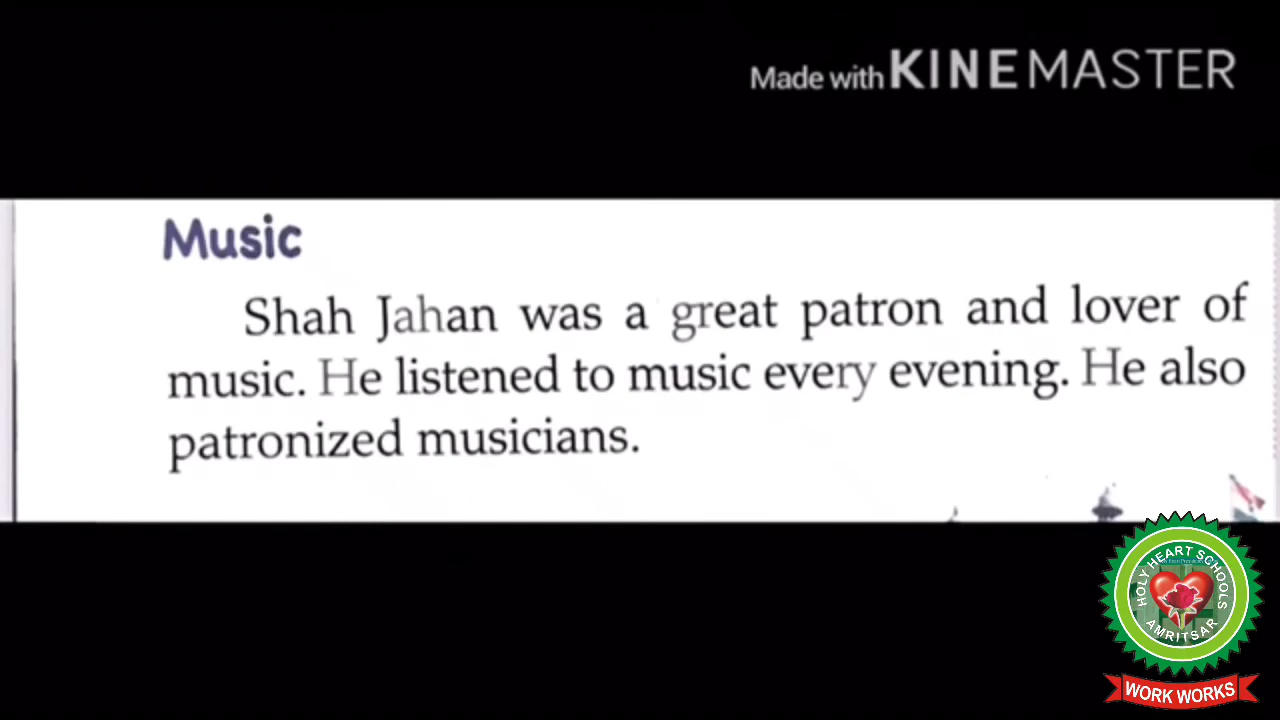 Made with KINEMASTER
Music
Shah Jahan was a great patron and lover of
music. He listened to music every evening. He also
patronized musicians.
HOLY HEART SCHOOLS
AMRITSAR
WORK WORKS